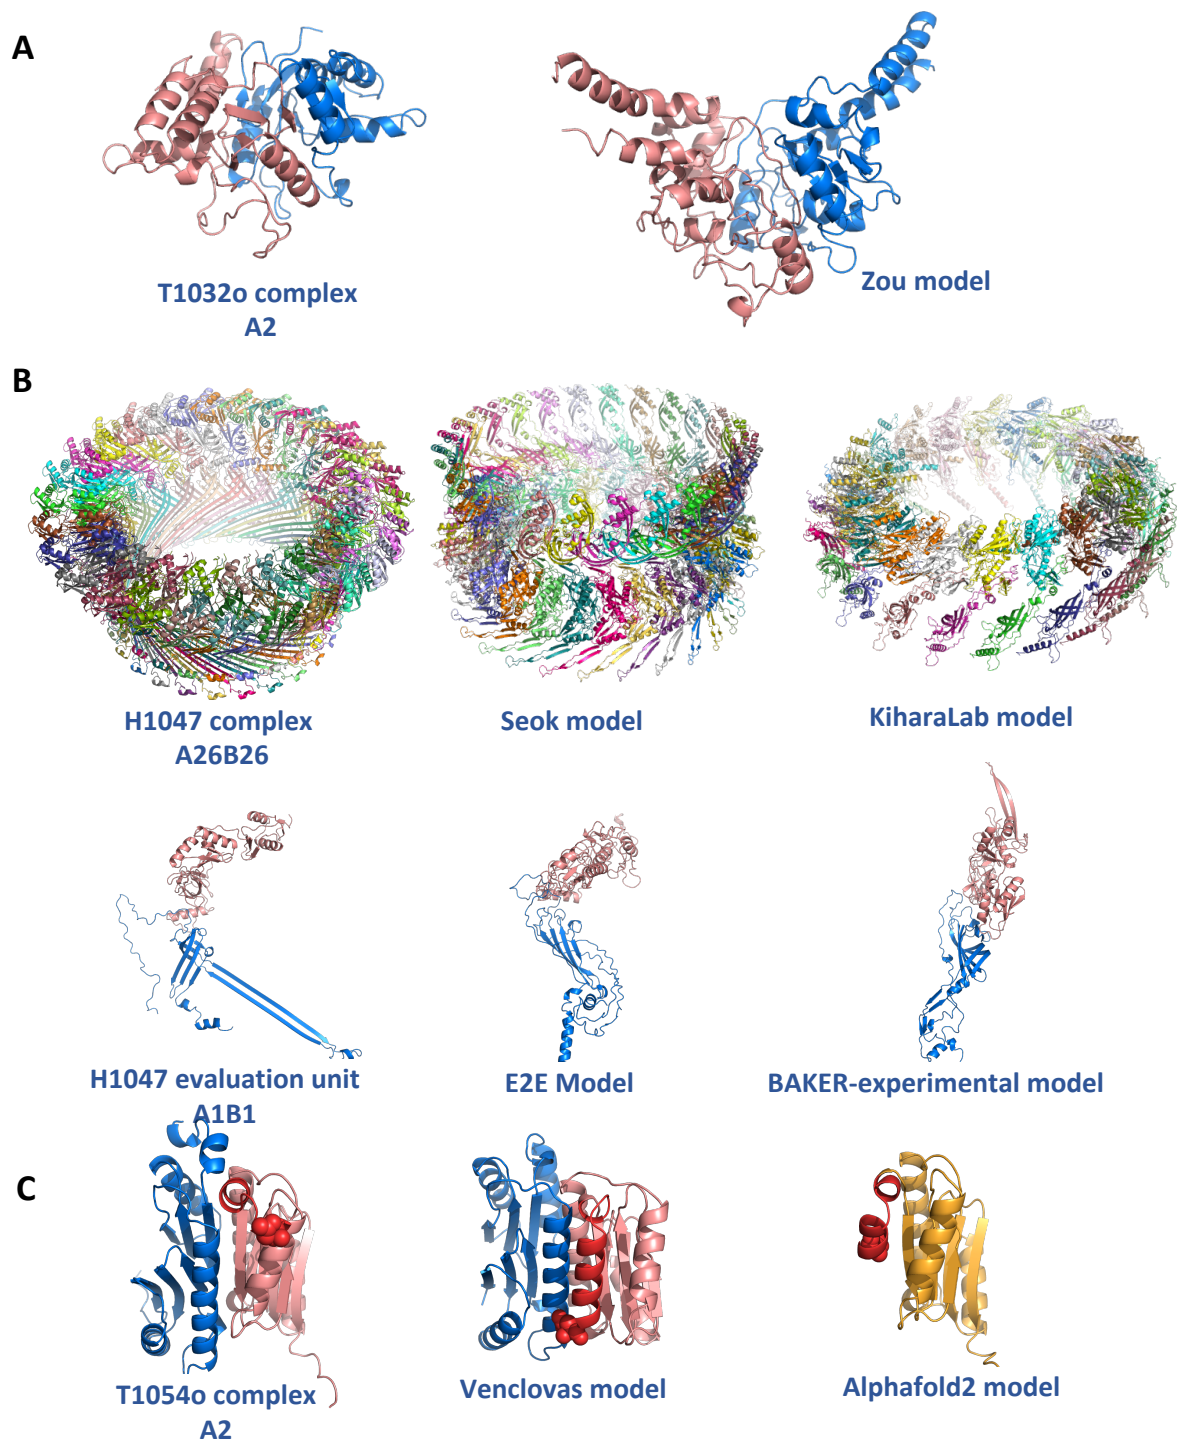 A
T1032o complex
A2
Zou model
B
H1047 complex
A26B26
Seok model
KiharaLab model
H1047 evaluation unit
A1B1
E2E Model
BAKER-experimental model
C
T1054o complex
A2
Venclovas model
Alphafold2 model